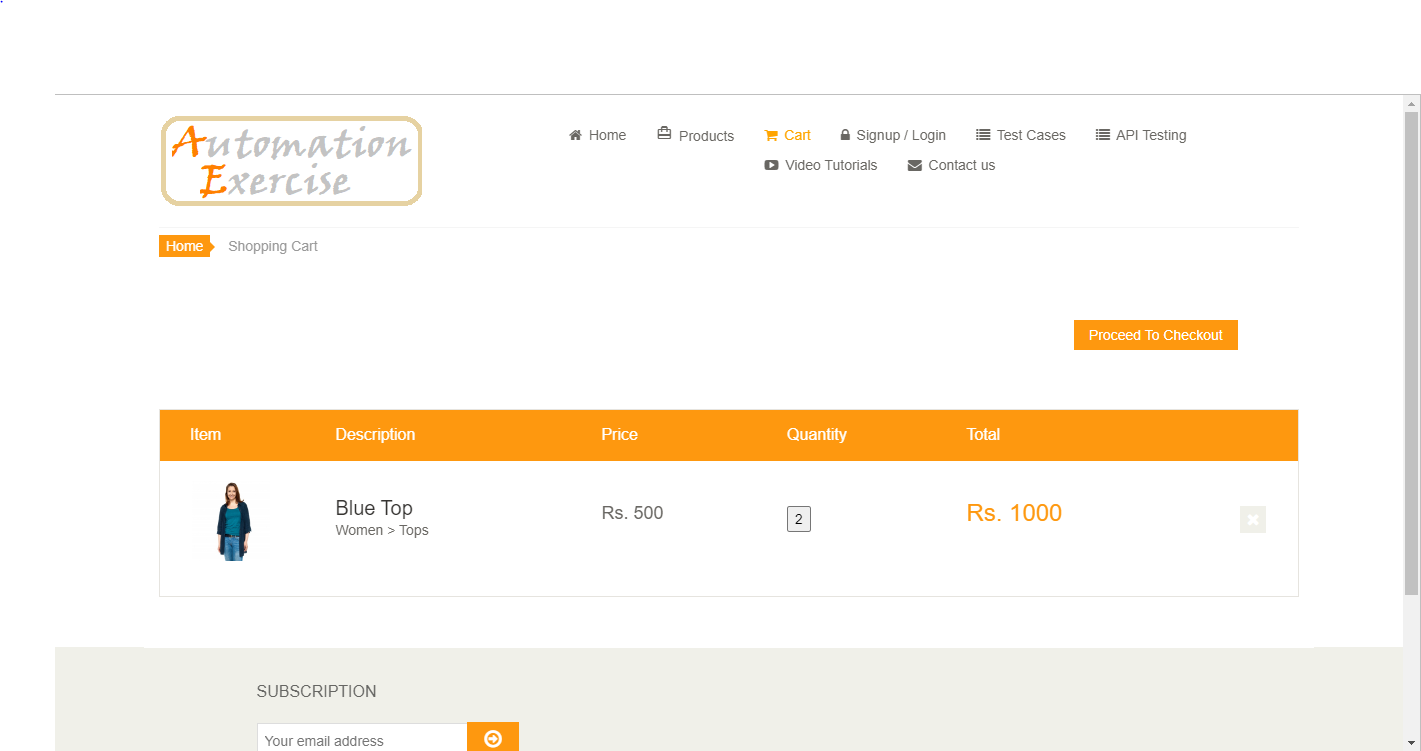 Automation
Exercise
Home Products Cart Signup / Login Test Cases API Testing
Video Tutorials Contact us
Home Shopping Cart
Proceed To Checkout
Item Description Price Quantity Total
Blue Top Rs. 500 2 Rs. 1000
Women > Tops
SUBSCRIPTION
Your email address